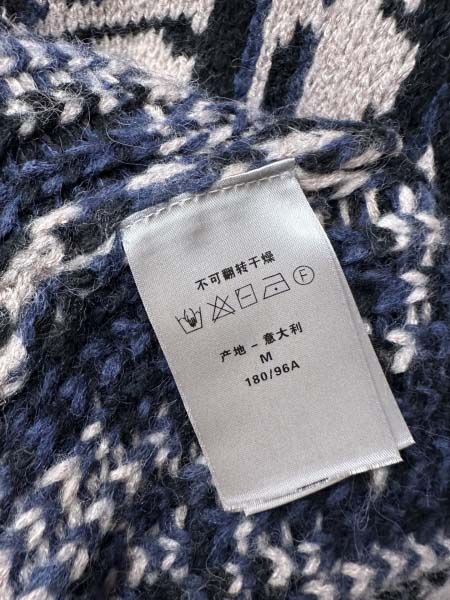 不可翻转干燥
F
产地 - 意大利
M
180/96A